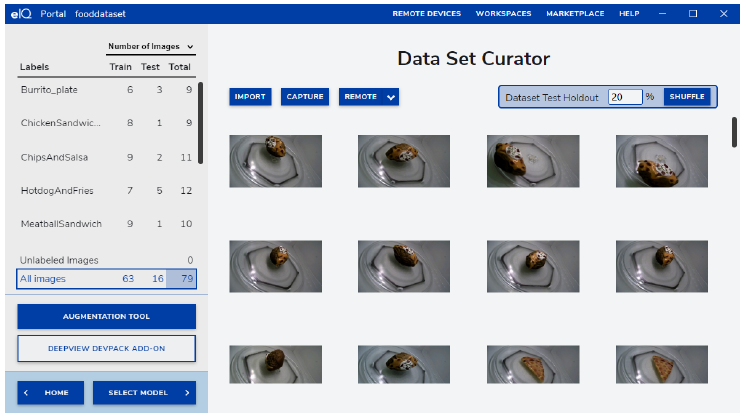 eIQ Portal fooddataset REMOTE DEVICES WORKSPACES MARKETPLACE HELP
Number of Images
Labels Train Test Total
Burrito_plate 6 3 9
ChickenSandwic... 8 1 9
ChipsAndSalsa 9 2 11
HotdogAndFries 7 5 12
MeatballSandwich 9 1 10
Unlabeled Images 0
All images 63 16 79
AUGMENTATION TOOL
DEEPVIEW DEVPACK ADD-ON
HOME SELECT MODEL
Data Set Curator
IMPORT CAPTURE REMOTE Dataset Test Holdout 20 % SHUFFLE